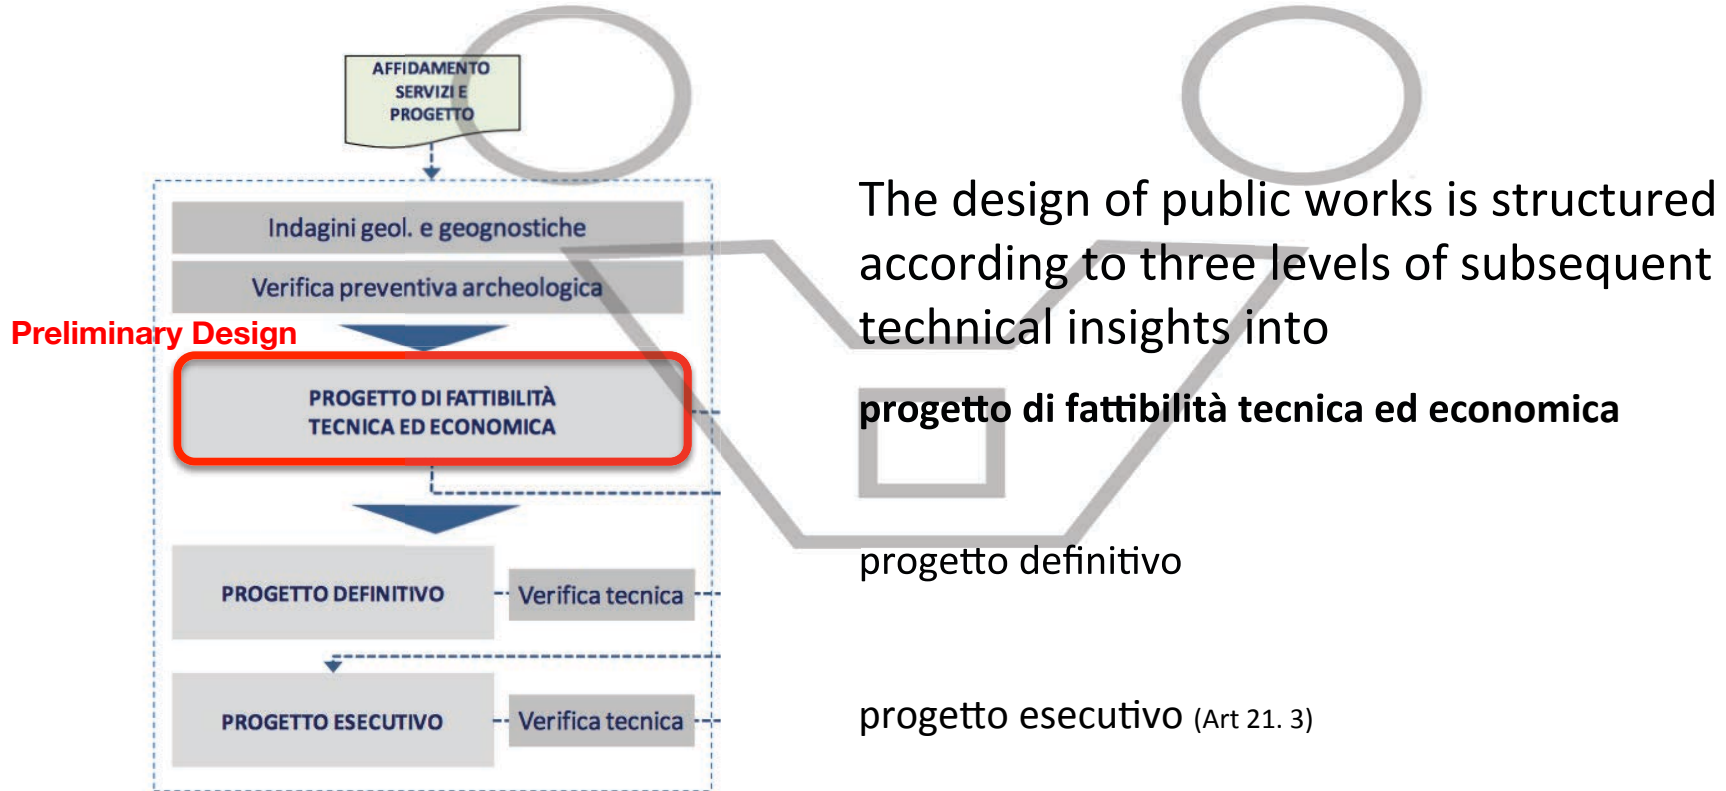 AFFIDAMENTO
SERVIZI E
PROGETTO
Indagini geol. e geognostiche
Verifica preventiva archeologica
Preliminary Design
PROGETTO DI FATTIBILITÀ
TECNICA ED ECONOMICA
PROGETTO DEFINITIVO
Verifica tecnica
PROGETTO ESECUTIVO
Verifica tecnica
The design of public works is structured
according to three levels of subsequent
technical insights into
progetto di fattibilità tecnica ed economica
progetto definitivo
progetto esecutivo (Art 21. 3)